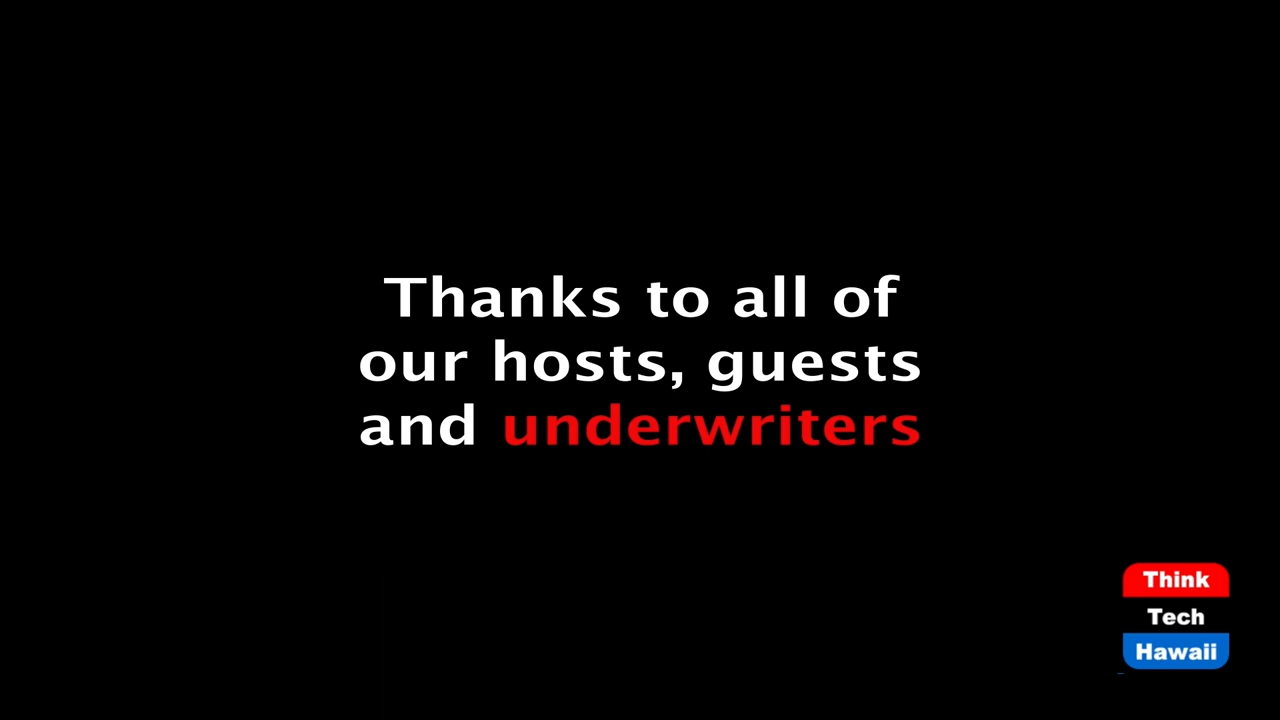 Thanks to all of
our hosts, guests
and underwriters
Think
Tech
Hawaii